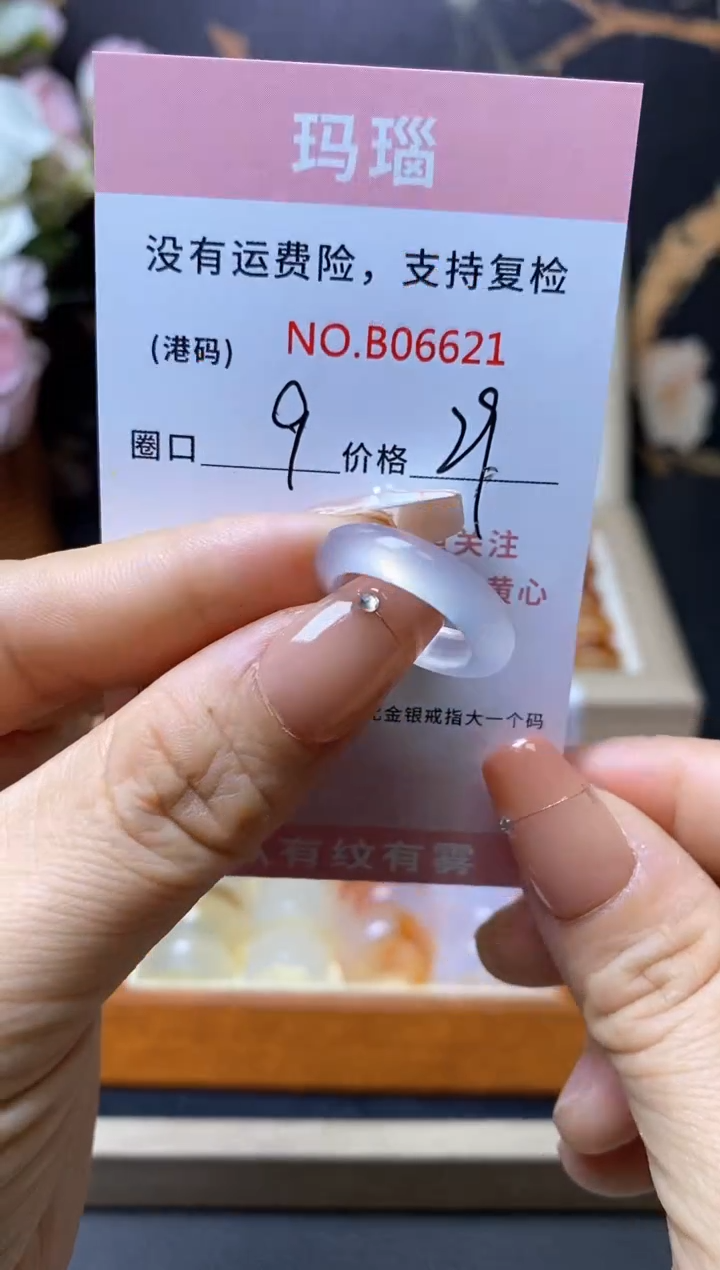 玛瑙
没有运费险，支持复检
(港码) NO.B06621
圈口 9 价格 29
关注
黄心
金银戒指大一个码
有纹有雾